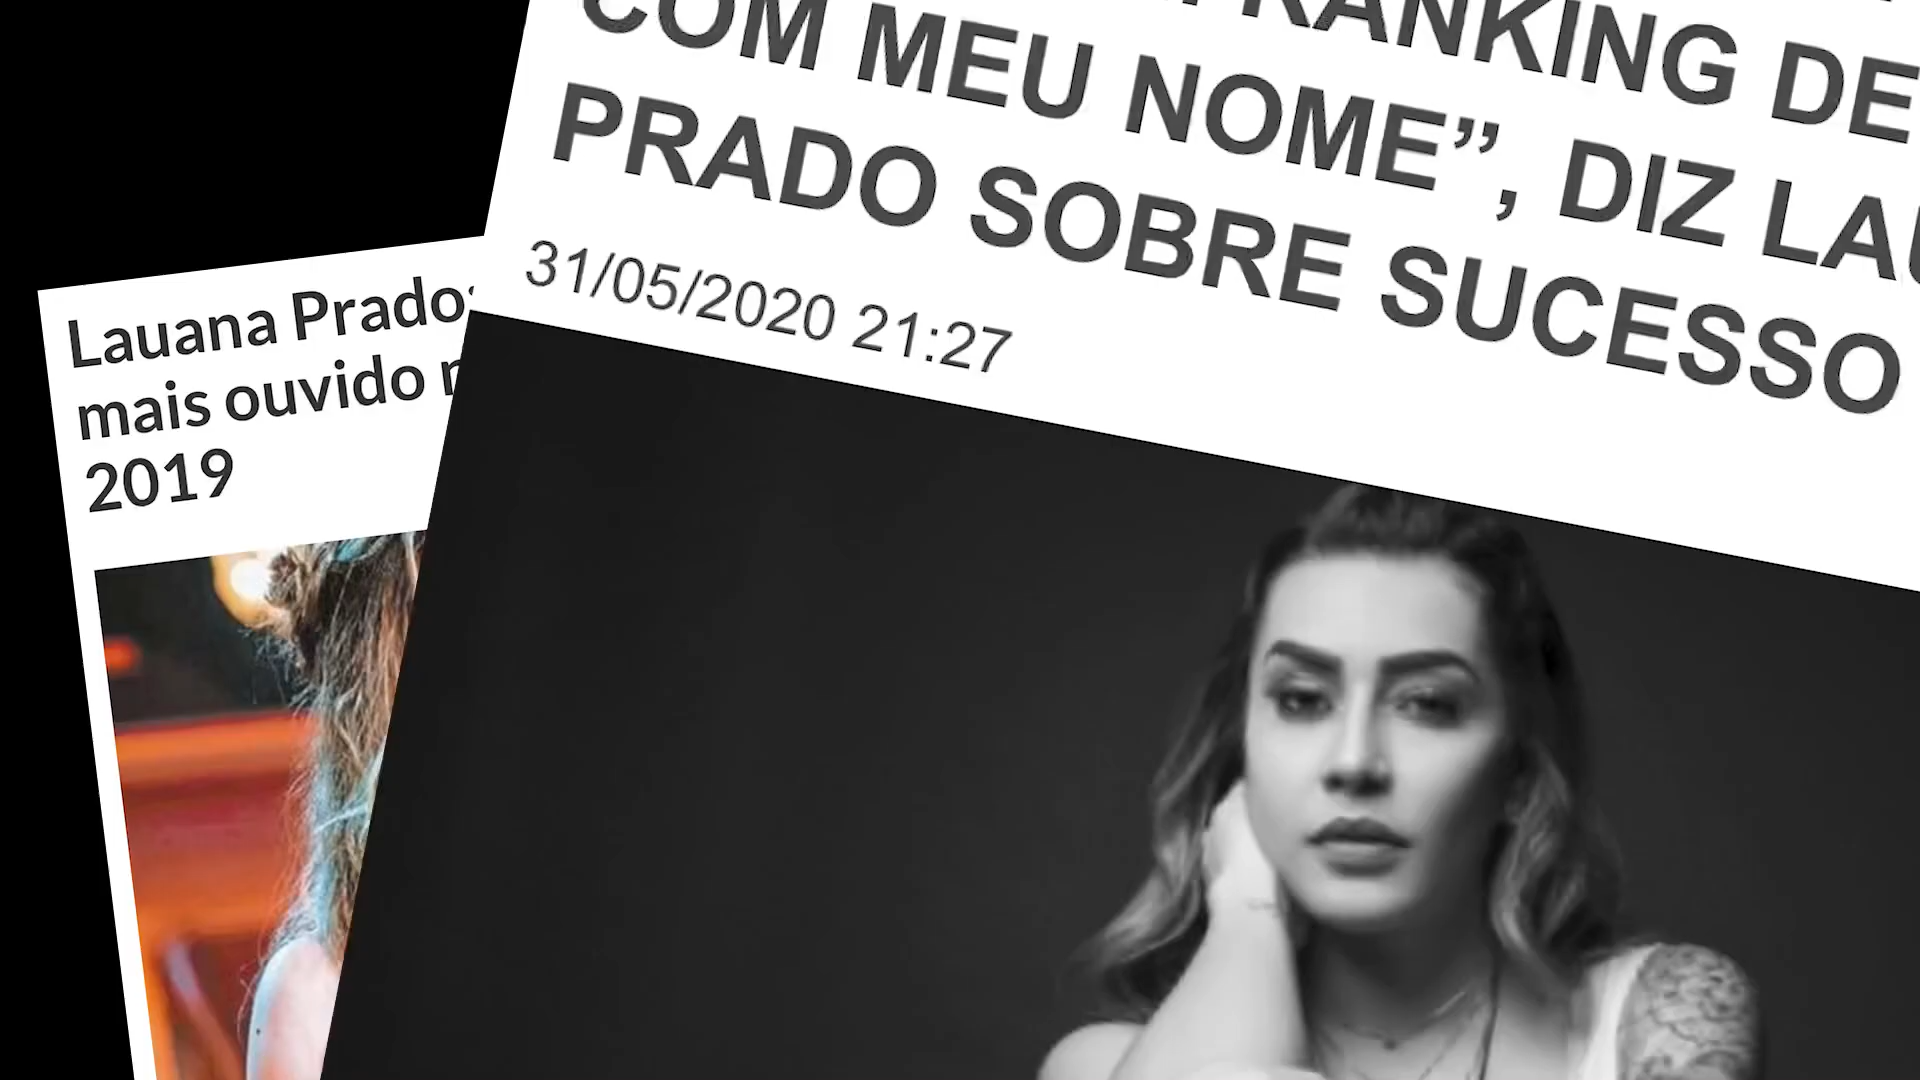 RANKING DE
COM MEU NOME”, DIZ
PRADO SOBRE SUCESSO
31/05/2020 21:27
Lauana Prado:
mais ouvido
2019